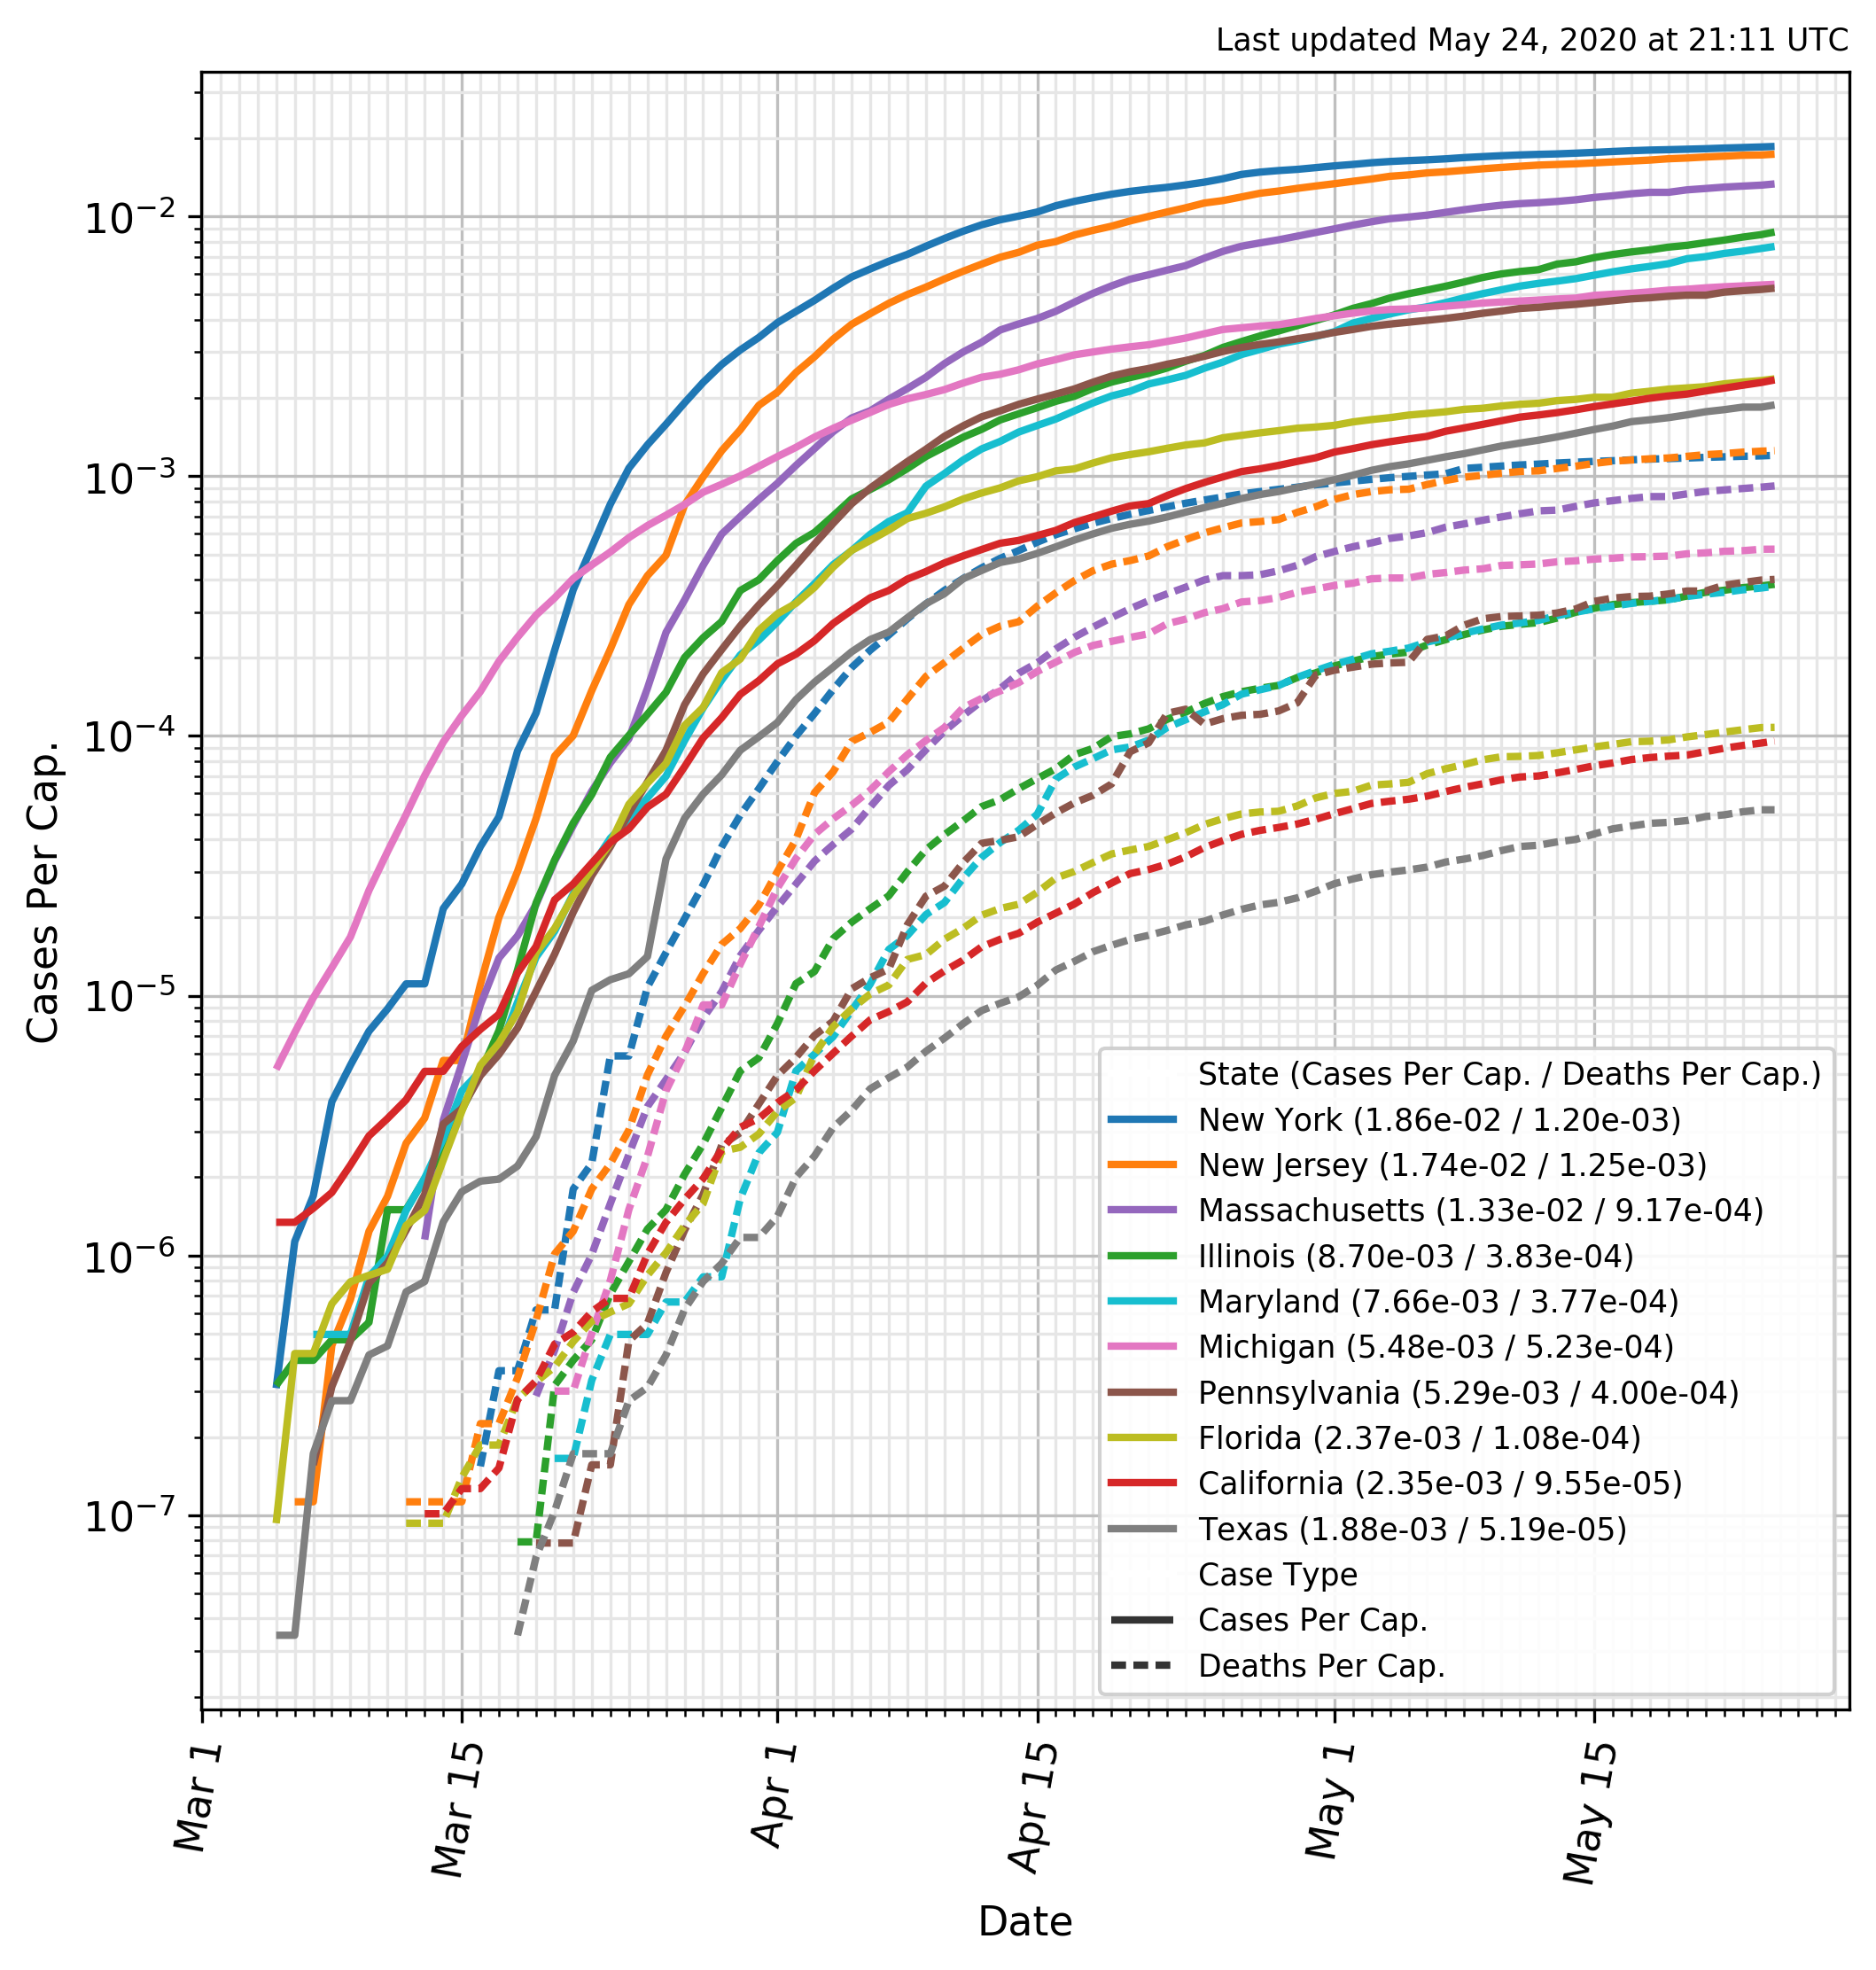 Last updated May 24, 2020 at 21:11 UTC
Cases Per Cap.
10⁻²
10⁻³
10⁻⁴
10⁻⁵
10⁻⁶
10⁻⁷
State (Cases Per Cap. / Deaths Per Cap.)
New York (1.86e-02 / 1.20e-03)
New Jersey (1.74e-02 / 1.25e-03)
Massachusetts (1.33e-02 / 9.17e-04)
Illinois (8.70e-03 / 3.83e-04)
Maryland (7.66e-03 / 3.77e-04)
Michigan (5.48e-03 / 5.23e-04)
Pennsylvania (5.29e-03 / 4.00e-04)
Florida (2.37e-03 / 1.08e-04)
California (2.35e-03 / 9.55e-05)
Texas (1.88e-03 / 5.19e-05)
Case Type
Cases Per Cap.
Deaths Per Cap.
Mar 1
Mar 15
Apr 1
Apr 15
May 1
May 15
Date